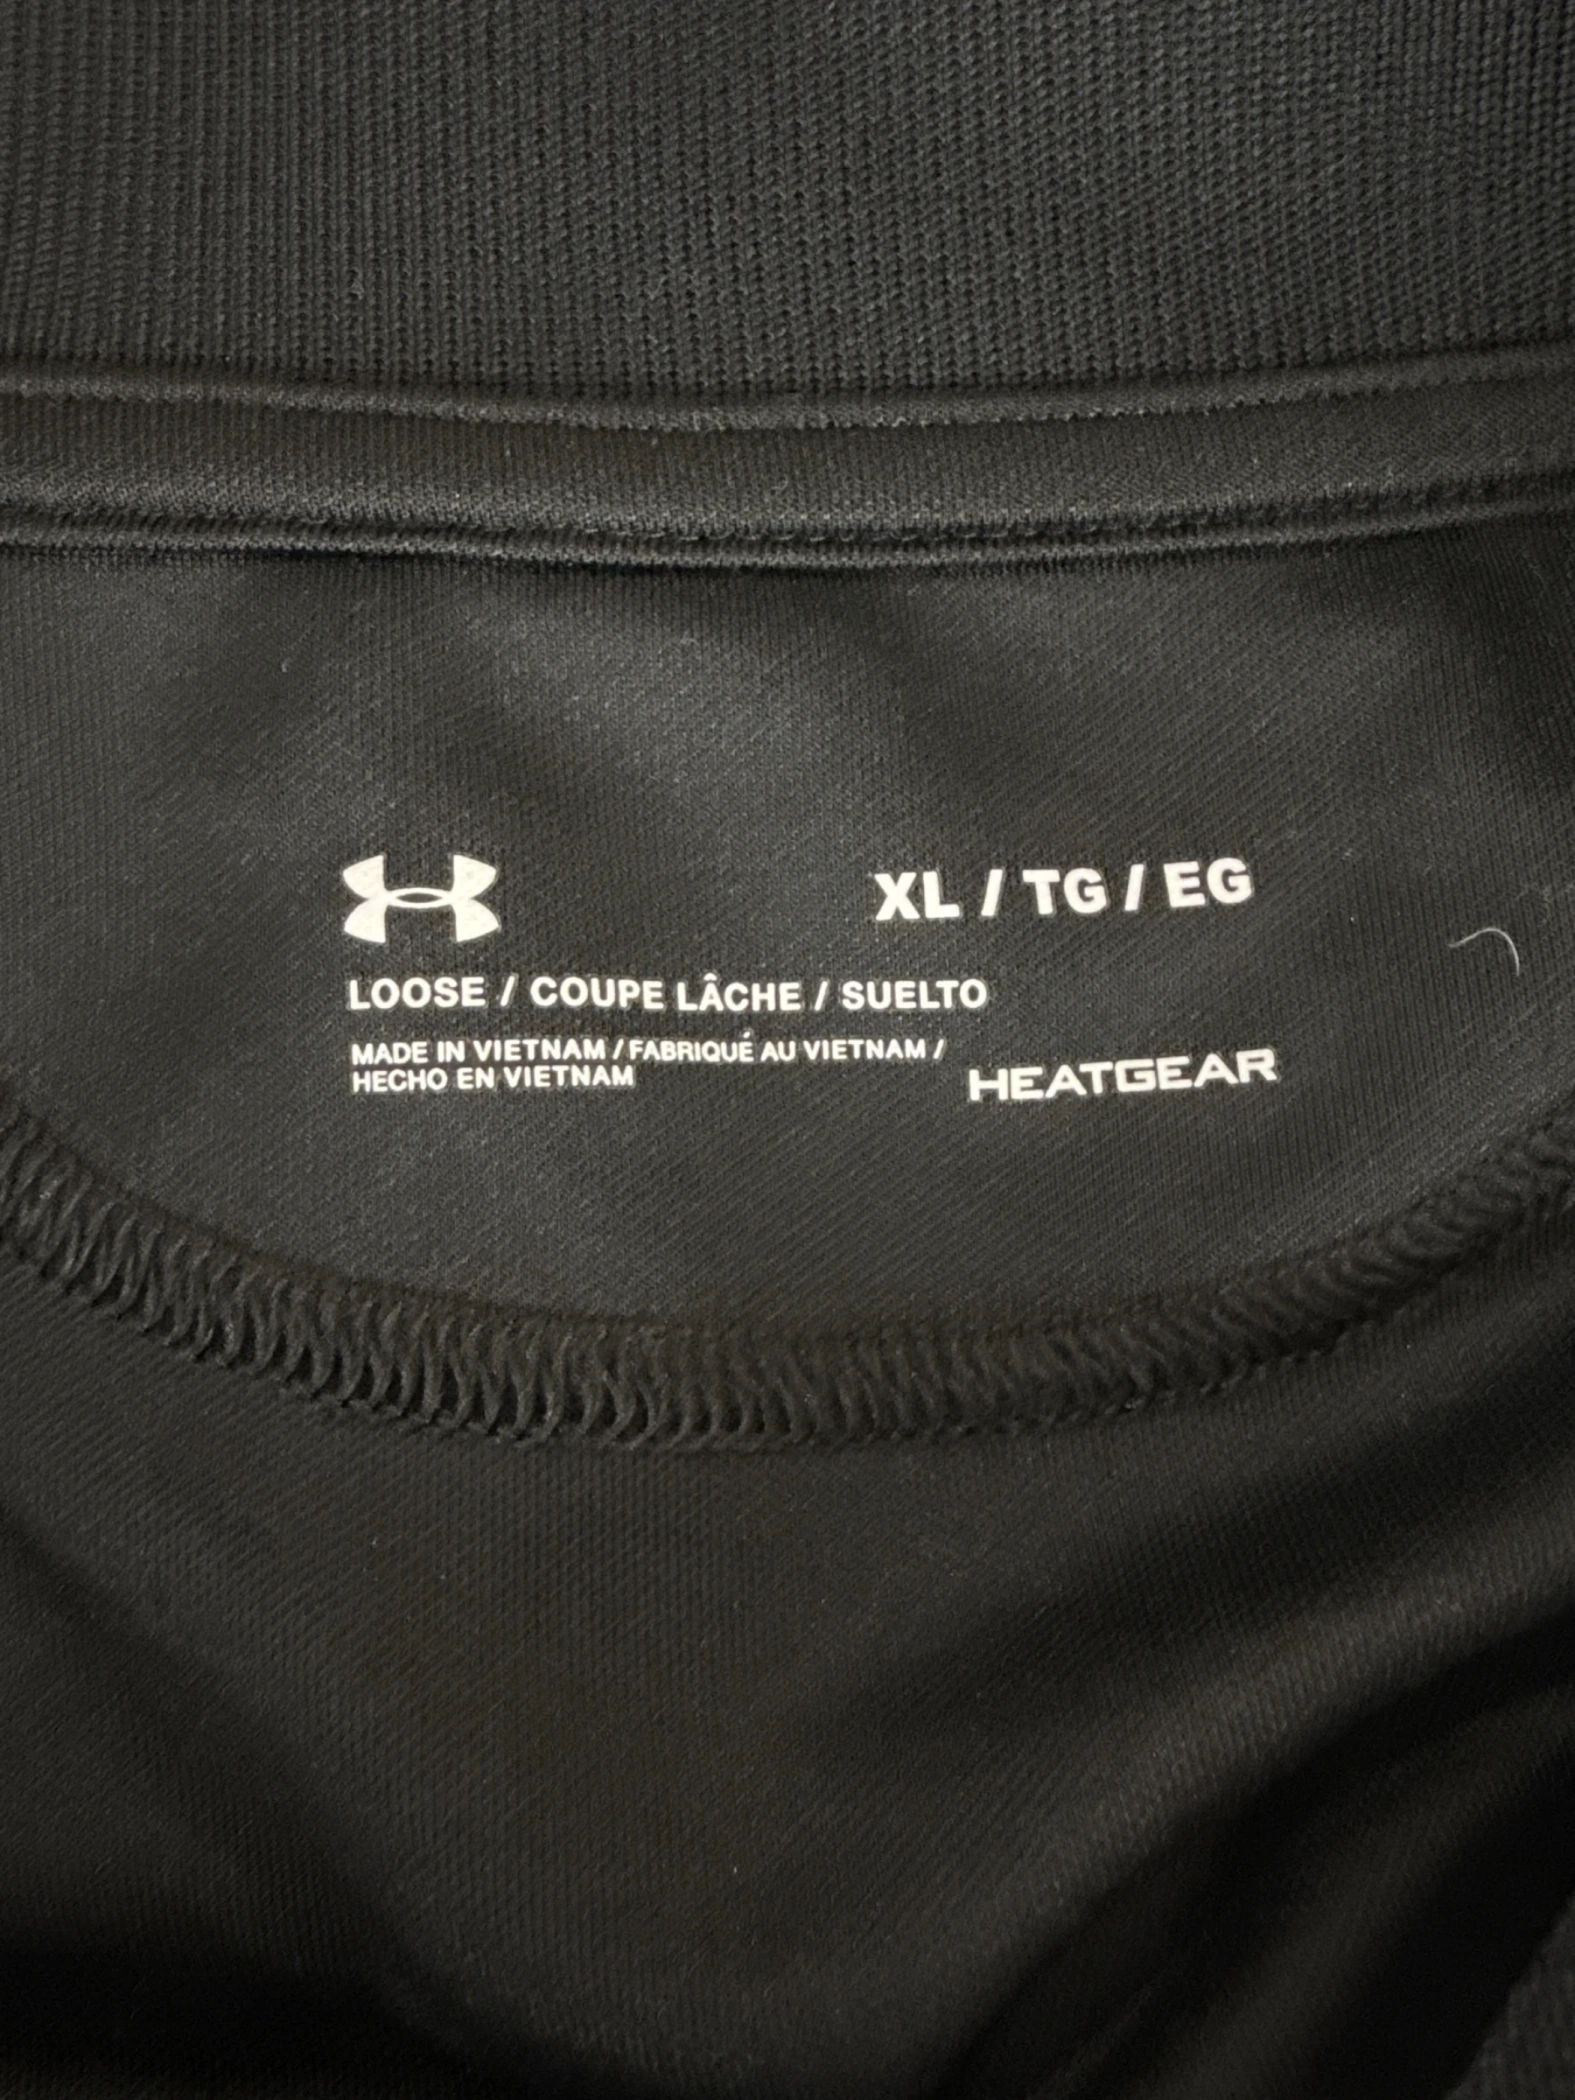 XL / TG / EG
LOOSE / COUPE LÂCHE / SUELTO
MADE IN VIETNAM / FABRIQUÉ AU VIETNAM /
HECHO EN VIETNAM
HEATGEAR